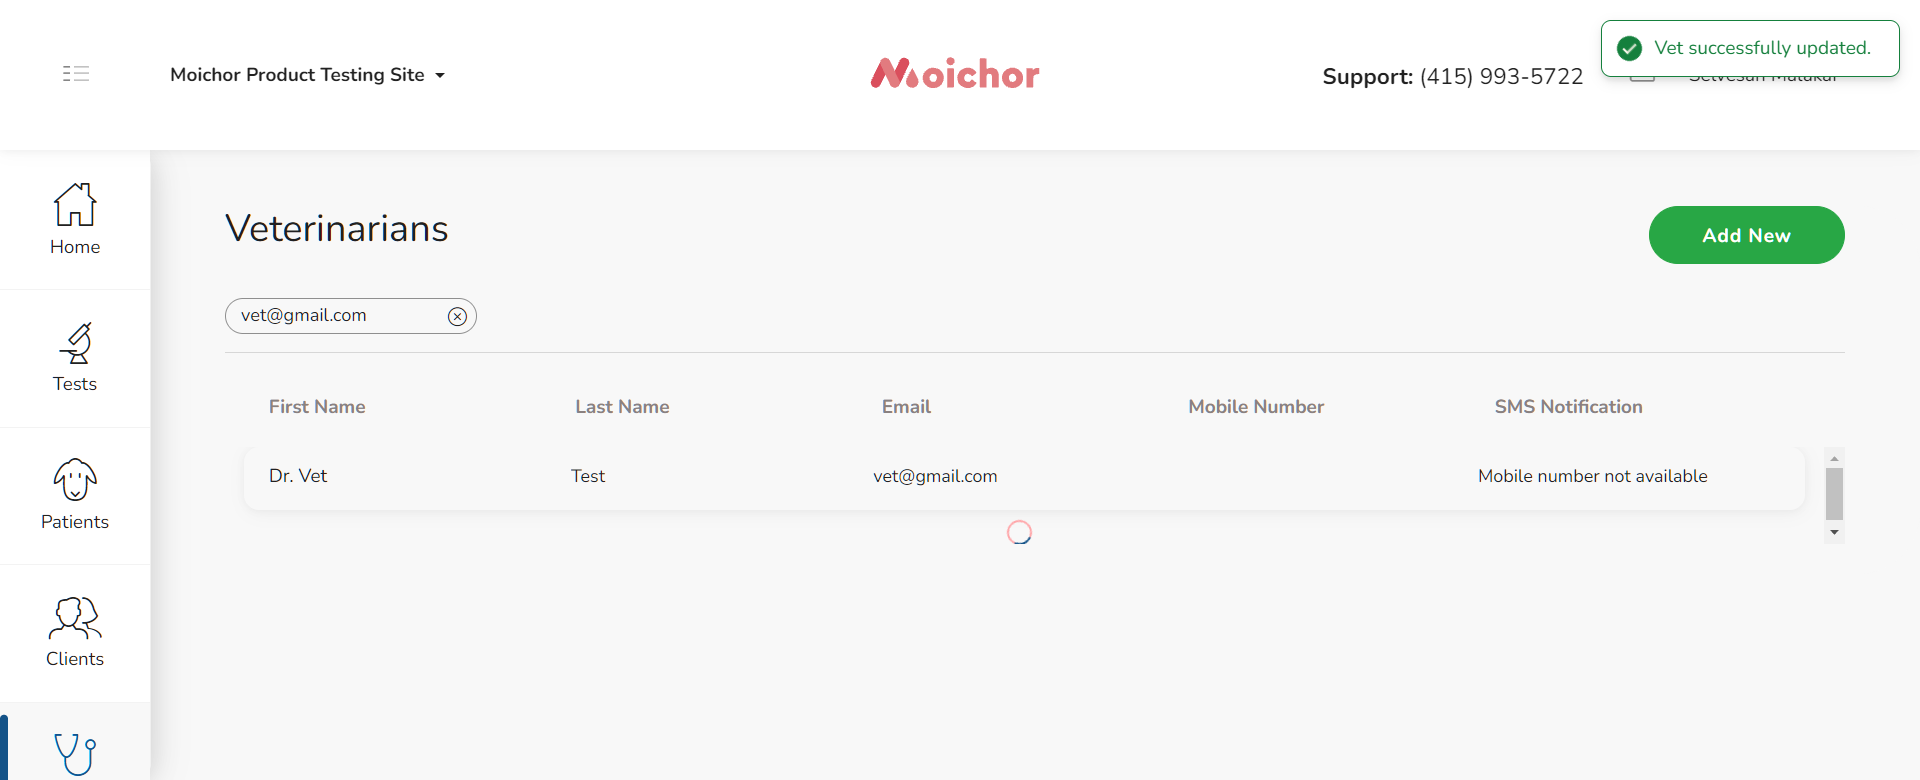 Moichor Product Testing Site
Moichor
Support: (415) 993-5722
Vet successfully updated.
Home
Tests
Patients
Clients
Veterinarians
Add New
vet@gmail.com
First Name Last Name Email Mobile Number SMS Notification
Dr. Vet Test vet@gmail.com Mobile number not available